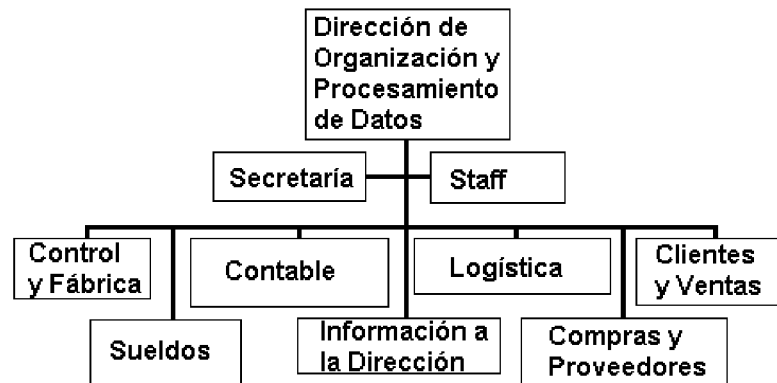 Dirección de
Organización y
Procesamiento
de Datos
Secretaría
Staff
Control
y Fábrica
Contable
Logística
Clientes
y Ventas
Sueldos
Información a
la Dirección
Compras y
Proveedores